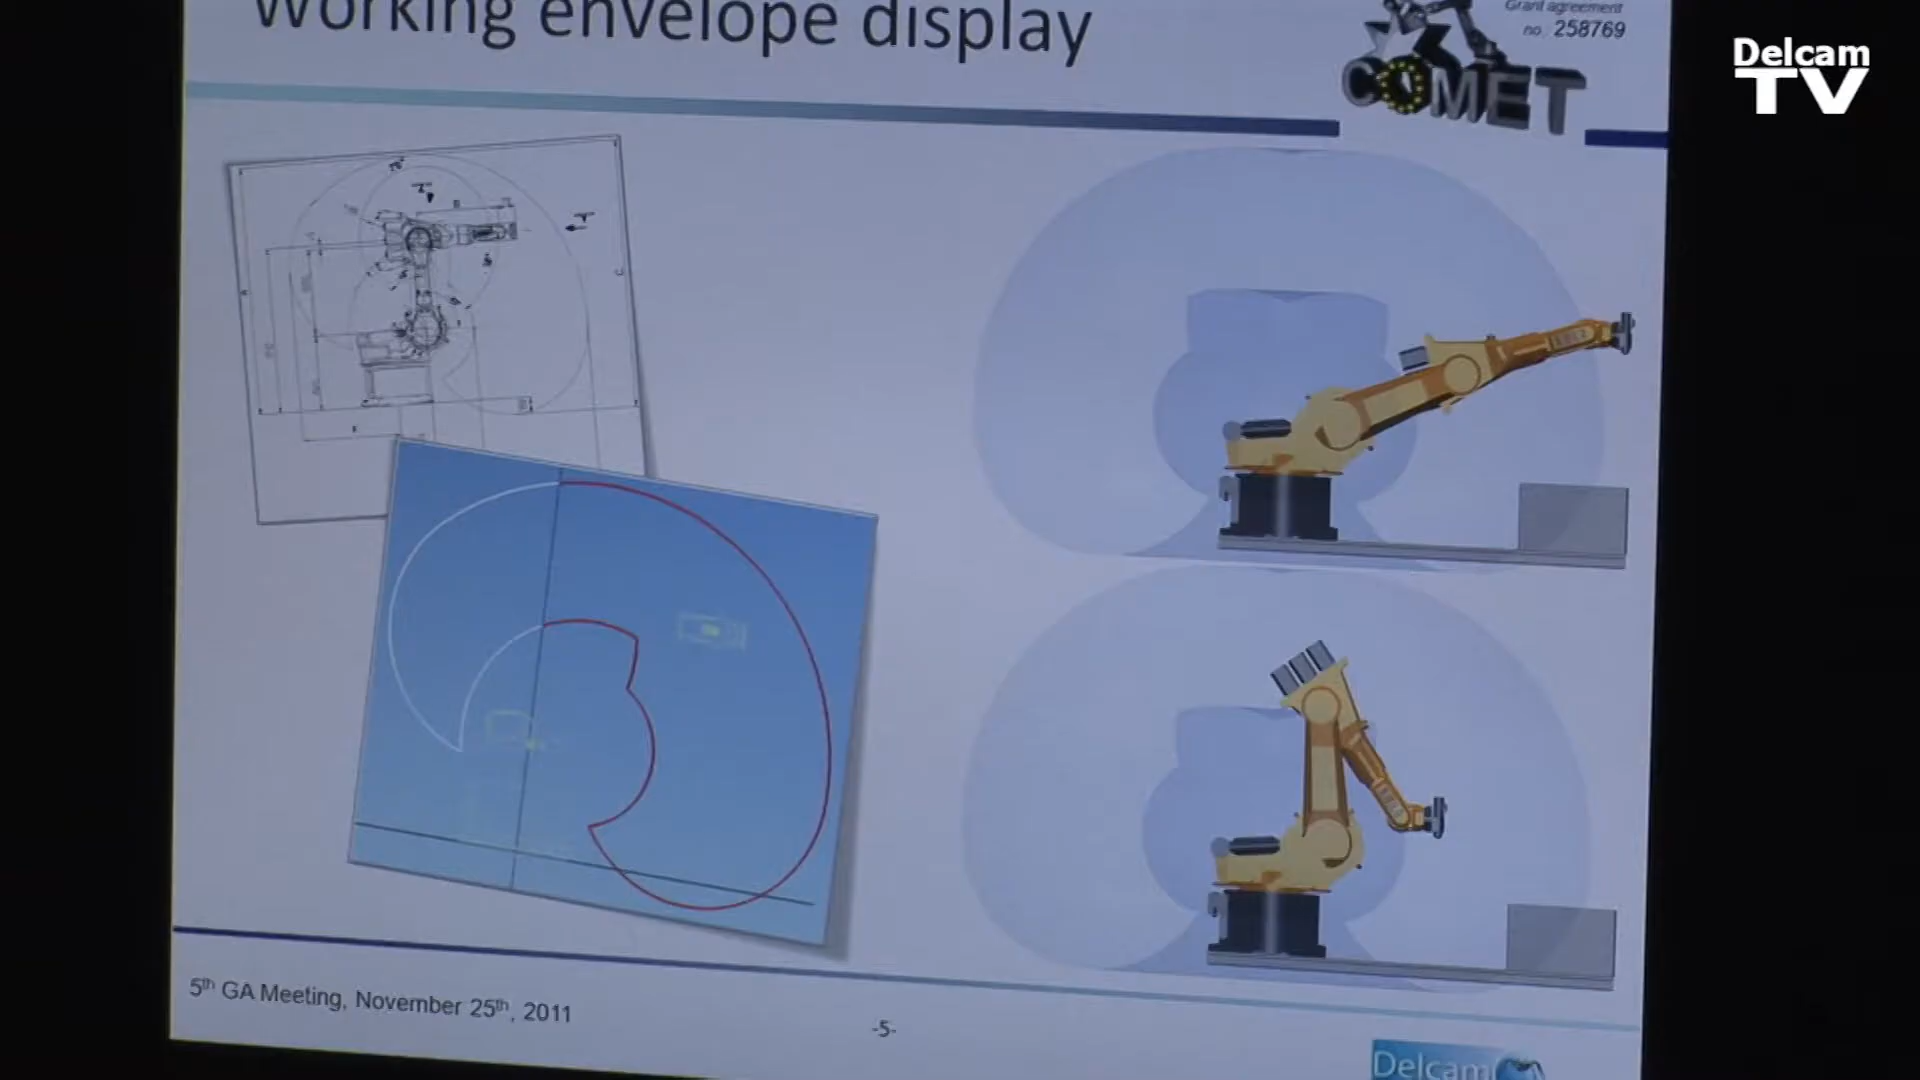 Working envelope display
Grant agreement
no. 258769
COMET
Delcam
TV
5th GA Meeting, November 25th, 2011
-5-
Delcam